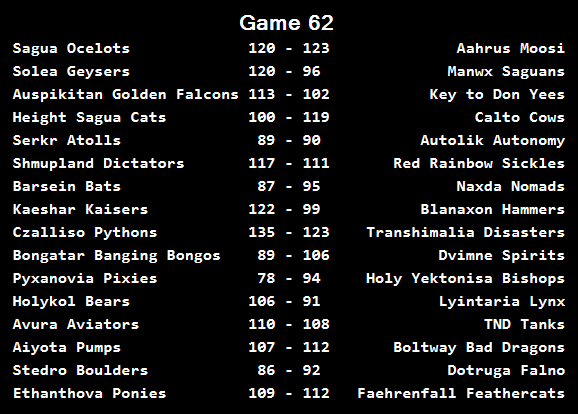 Game 62
Sagua Ocelots 120 - 123 Aahrus Moosi
Solea Geysers 120 - 96 Manwx Saguans
Auspikitan Golden Falcons 113 - 102 Key to Don Yees
Height Sagua Cats 100 - 119 Calto Cows
Serkr Atolls 89 - 90 Autolik Autonomy
Shmupland Dictators 117 - 111 Red Rainbow Sickles
Barsein Bats 87 - 95 Naxda Nomads
Kaeshar Kaisers 122 - 99 Blanaxon Hammers
Czalliso Pythons 135 - 123 Transhimalia Disasters
Bongatar Banging Bongos 89 - 106 Dvimne Spirits
Pyxanovia Pixies 78 - 94 Holy Yektonisa Bishops
Holykol Bears 106 - 91 Lyintaria Lynx
Avura Aviators 110 - 108 TND Tanks
Aiyota Pumps 107 - 112 Boltway Bad Dragons
Stedro Boulders 86 - 92 Dotruga Falno
Ethanthova Ponies 109 - 112 Faehrenfall Feathercats